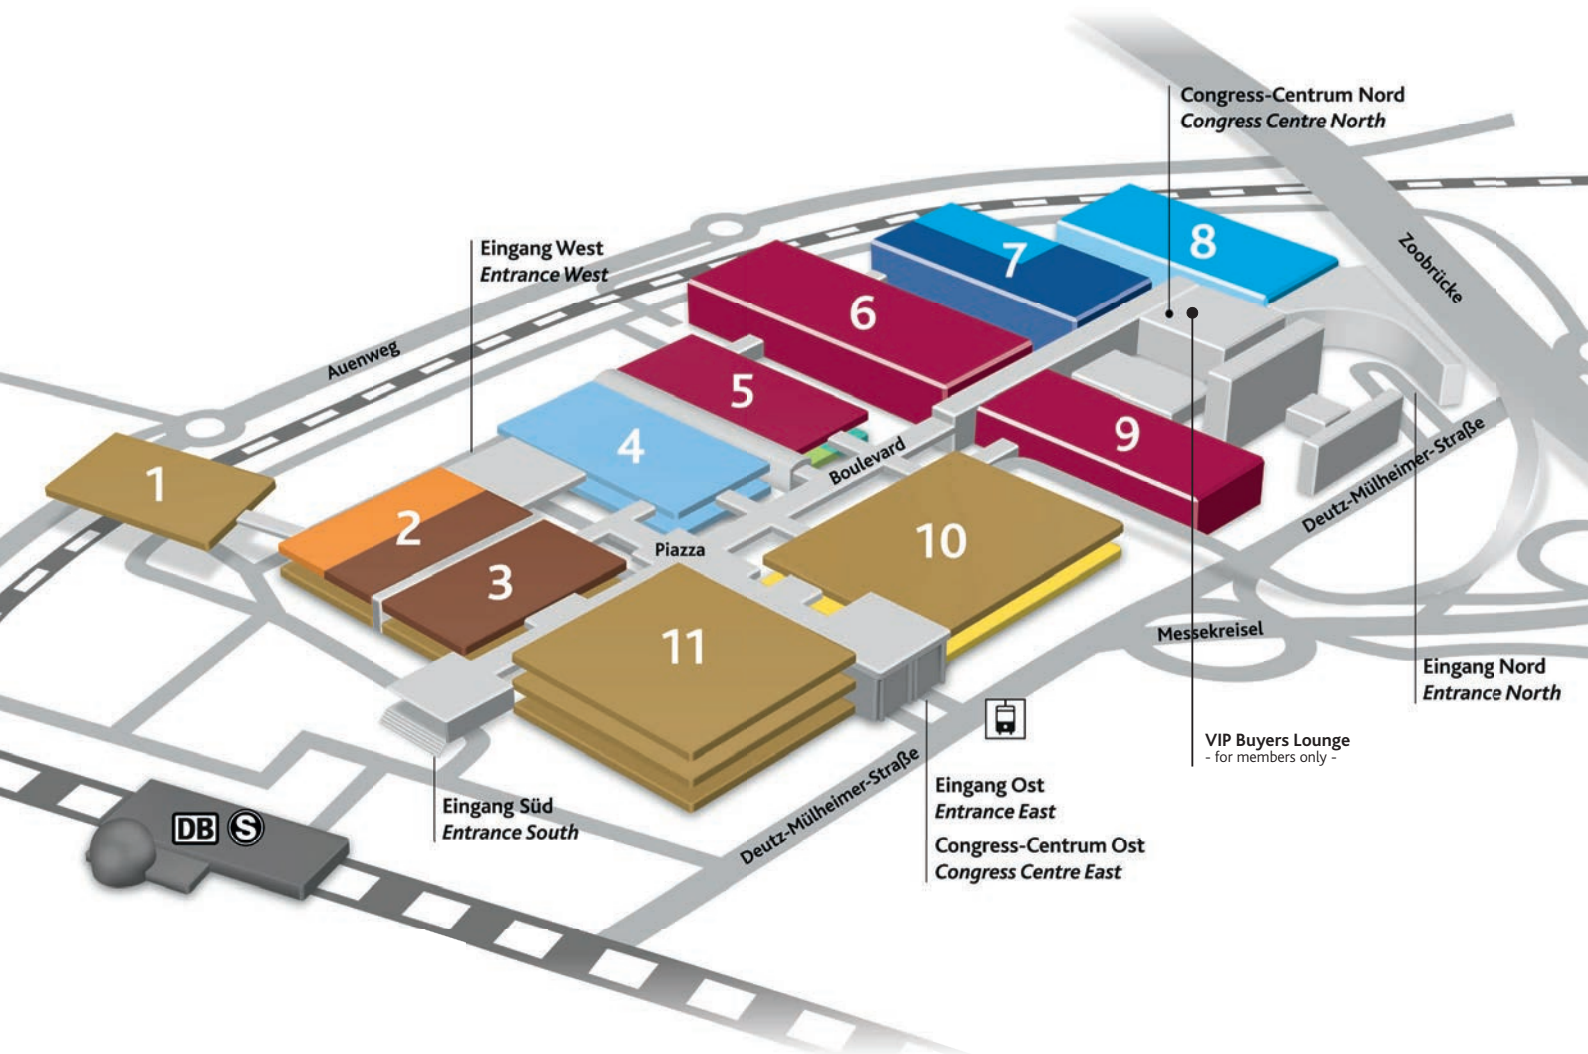 Congress-Centrum Nord
Congress Centre North
Zoobrücke
8
7
Eingang West
Entrance West
6
Auenweg
5
4
9
Boulevard
Deutz-Mülheimer-Straße
1
2
10
Piazza
3
11
Messekreisel
Eingang Nord
Entrance North
VIP Buyers Lounge
- for members only -
Eingang Ost
Entrance East
Congress-Centrum Ost
Congress Centre East
Deutz-Mülheimer-Straße
Eingang Süd
Entrance South
DB S